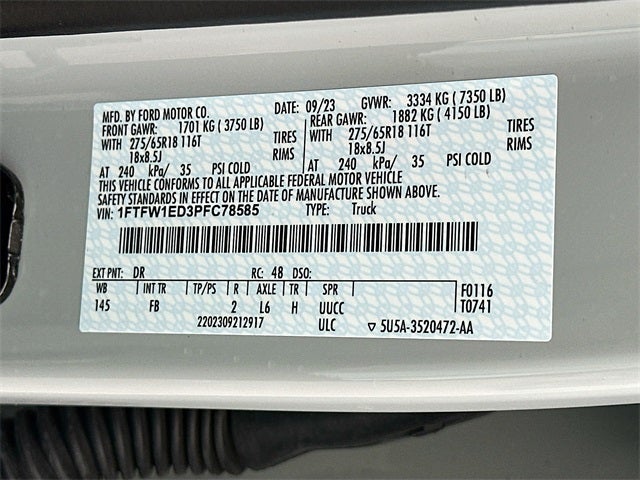 MFD. BY FORD MOTOR CO. DATE: 09/23 GVWR: 3334 KG ( 7350 LB)
FRONT GAWR: 1701 KG ( 3750 LB) REAR GAWR: 1882 KG ( 4150 LB)
WITH 275/65R18 116T TIRES WITH 275/65R18 116T TIRES
18x8.5J RIMS 18x8.5J RIMS
AT 240 kPa/ 35 PSI COLD AT 240 kPa/ 35 PSI COLD
THIS VEHICLE CONFORMS TO ALL APPLICABLE FEDERAL MOTOR VEHICLE
SAFETY STANDARDS IN EFFECT ON THE DATE OF MANUFACTURE SHOWN ABOVE.
VIN: 1FTFW1ED3PFC78585 TYPE: Truck
EXT PNT: DR RC: 48 DSO:
WB INT TR TP/PS R AXLE TR SPR F0116
145 FB 2 L6 H UUCC T0741
2202309212917 ULC ▽ 5U5A-3520472-AA